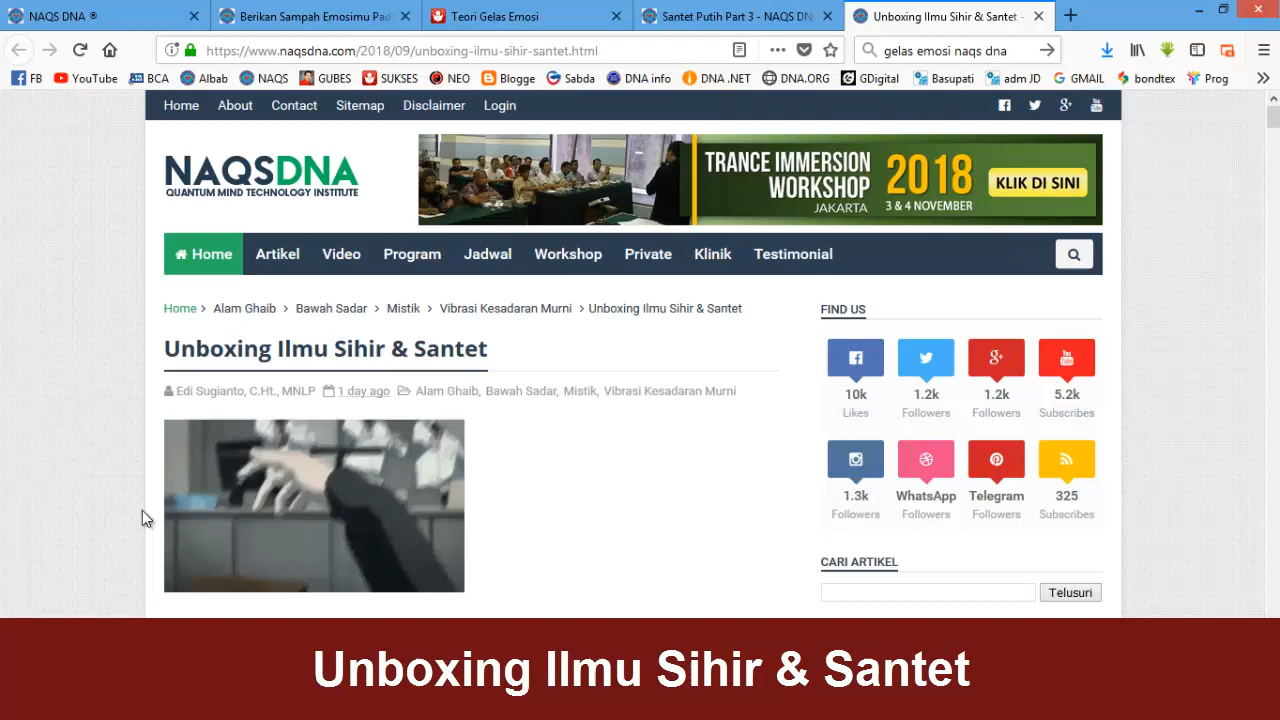 NAQS DNA ®
Berikan Sampah Emosimu Pad
Teori Gelas Emosi
Santet Putih Part 3 - NAQS DN
Unboxing Ilmu Sihir & Santet -
https://www.naqsdna.com/2018/09/unboxing-ilmu-sihir-santet.html
gelas emosi naqs dna
FB YouTube BCA Albab NAQS GUBES SUKSES NEO Blogge Sabda DNA info DNA .NET DNA.ORG GDigital Basupati adm JD GMAIL bondtex Prog
Home About Contact Sitemap Disclaimer Login
NAQSDNA
QUANTUM MIND TECHNOLOGY INSTITUTE
TRANCE IMMERSION
WORKSHOP
JAKARTA
2018
3 & 4 NOVEMBER
KLIK DI SINI
Home Artikel Video Program Jadwal Workshop Private Klinik Testimonial
Home > Alam Ghaib > Bawah Sadar > Mistik > Vibrasi Kesadaran Murni > Unboxing Ilmu Sihir & Santet
Unboxing Ilmu Sihir & Santet
Edi Sugianto, C.Ht., MNLP 1 day ago Alam Ghaib, Bawah Sadar, Mistik, Vibrasi Kesadaran Murni
FIND US
10k 1.2k 1.2k 5.2k
Likes Followers Followers Subscribes
1.3k WhatsApp Telegram 325
Followers Followers Followers Subscribes
CARI ARTIKEL
Telusuri
Unboxing Ilmu Sihir & Santet